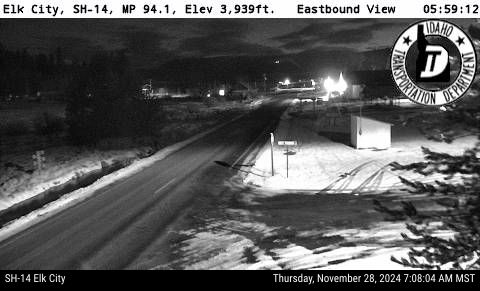 Elk City, SH-14, MP 94.1, Elev 3,939ft. Eastbound View 05:59:12
IDAHO
TRANSPORTATION DEPARTMENT
SH-14 Elk City Thursday, November 28, 2024 7:08:04 AM MST